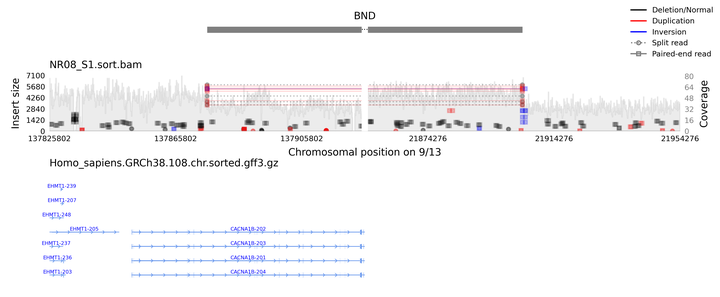 BND
Deletion/Normal
Duplication
Inversion
Split read
Paired-end read
NR08_S1.sort.bam
Insert size
7100
5680
4260
2840
1420
0
80
64
48
32
16
0
Coverage
137825802
137865802
137905802
21874276
21914276
21954276
Chromosomal position on 9/13
Homo_sapiens.GRCh38.108.chr.sorted.gff3.gz
EHMT1-239
EHMT1-207
EHMT1-248
EHMT1-205
CACNA1B-202
EHMT1-237
CACNA1B-203
EHMT1-236
CACNA1B-201
EHMT1-203
CACNA1B-204